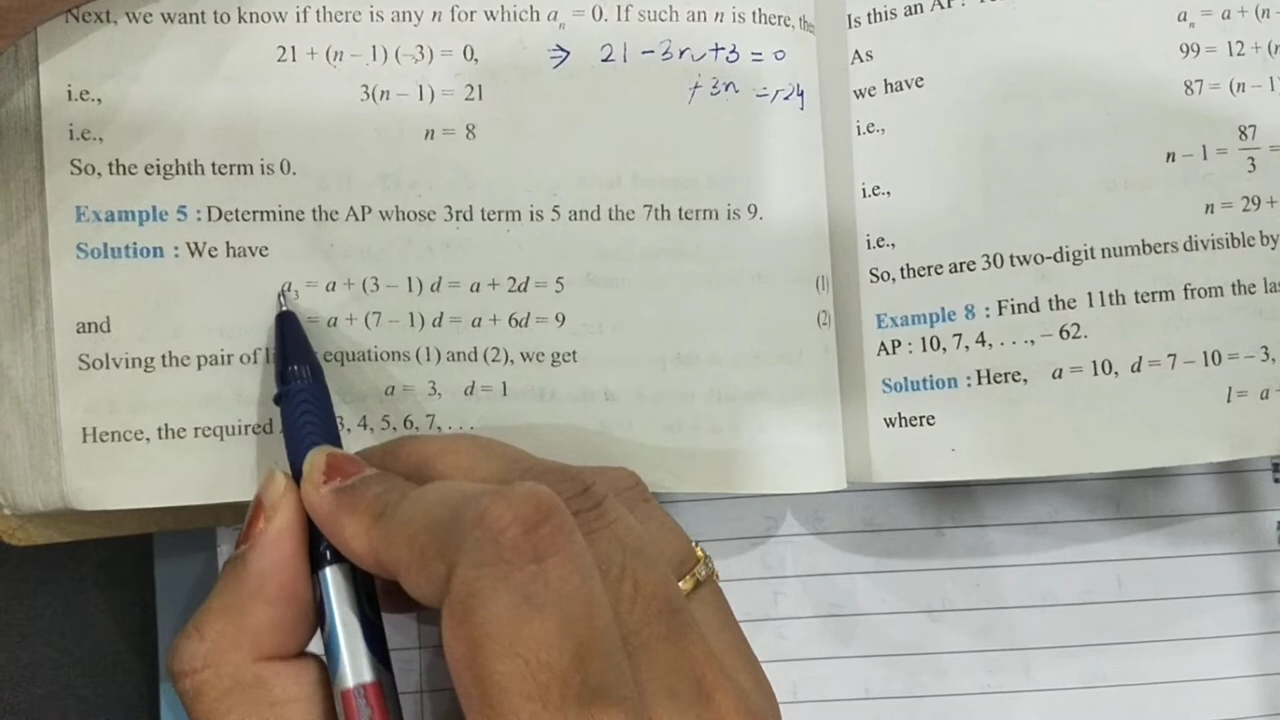 Next, we want to know if there is any n for which aₙ = 0. If such an n is there, the
21 + (n – 1) (–3) = 0, ⇒ 21 - 3n + 3 = 0
i.e., 3(n – 1) = 21 +3n = +24
i.e., n = 8
So, the eighth term is 0.
Example 5 : Determine the AP whose 3rd term is 5 and the 7th term is 9.
Solution : We have
a₃ = a + (3 – 1) d = a + 2d = 5 (1)
and = a + (7 – 1) d = a + 6d = 9 (2)
Solving the pair of equations (1) and (2), we get
a = 3, d = 1
Hence, the required 3, 4, 5, 6, 7, . . .
Is this an AP?
aₙ = a + (n –
As 99 = 12 + (
we have 87 = (n – 1
i.e., n – 1 = 87/3 =
i.e., n = 29 +
i.e.,
So, there are 30 two-digit numbers divisible by
Example 8 : Find the 11th term from the la
AP : 10, 7, 4, . . ., – 62.
Solution : Here, a = 10, d = 7 – 10 = – 3,
where l = a